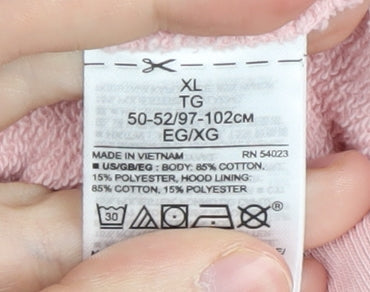 XL
TG
50-52/97-102CM
EG/XG
MADE IN VIETNAM RN 54023
■ US/GB/EG : BODY: 85% COTTON,
15% POLYESTER, HOOD LINING:
85% COTTON, 15% POLYESTER
30 ®